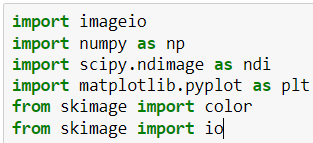 import imageio
import numpy as np
import scipy.ndimage as ndi
import matplotlib.pyplot as plt
from skimage import color
from skimage import io